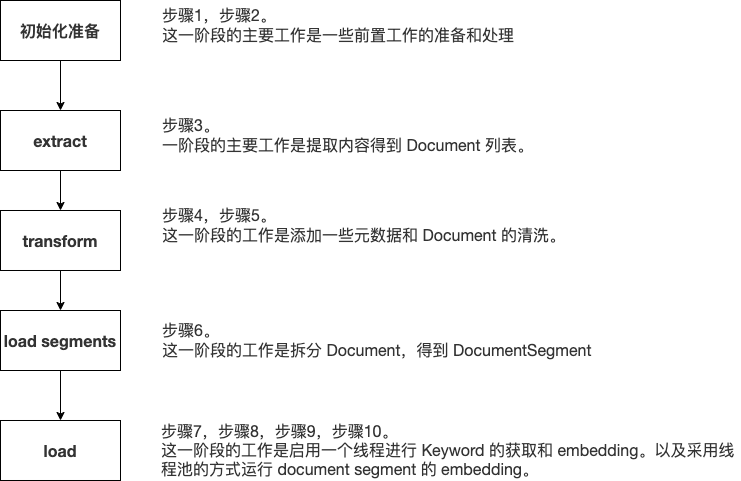 初始化准备
步骤1，步骤2。
这一阶段的主要工作是一些前置工作的准备和处理
extract
步骤3。
一阶段的主要工作是提取内容得到 Document 列表。
transform
步骤4，步骤5。
这一阶段的工作是添加一些元数据和 Document 的清洗。
load segments
步骤6。
这一阶段的工作是拆分 Document，得到 DocumentSegment
load
步骤7，步骤8，步骤9，步骤10。
这一阶段的工作是启用一个线程进行 Keyword 的获取和 embedding。以及采用线
程池的方式运行 document segment 的 embedding。